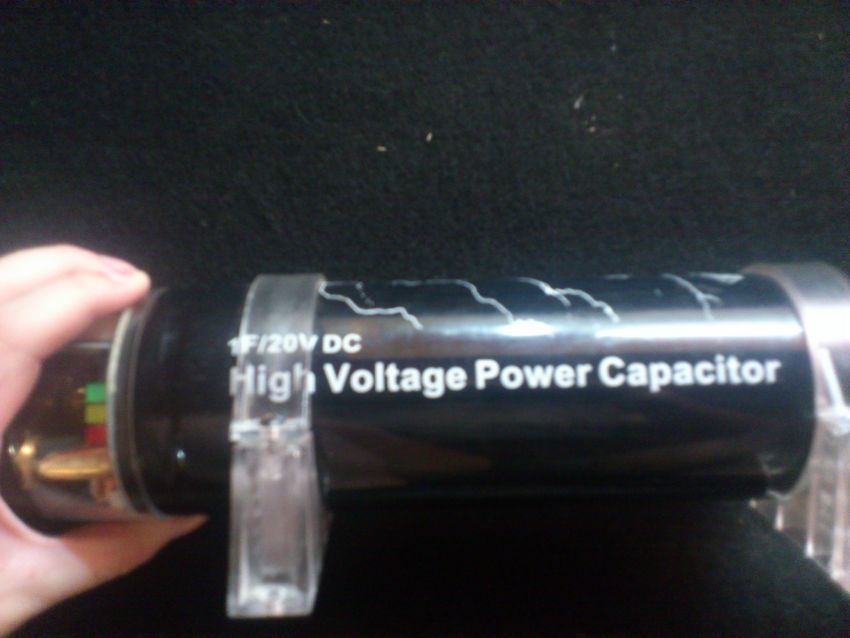 1F/20V DC
High Voltage Power Capacitor